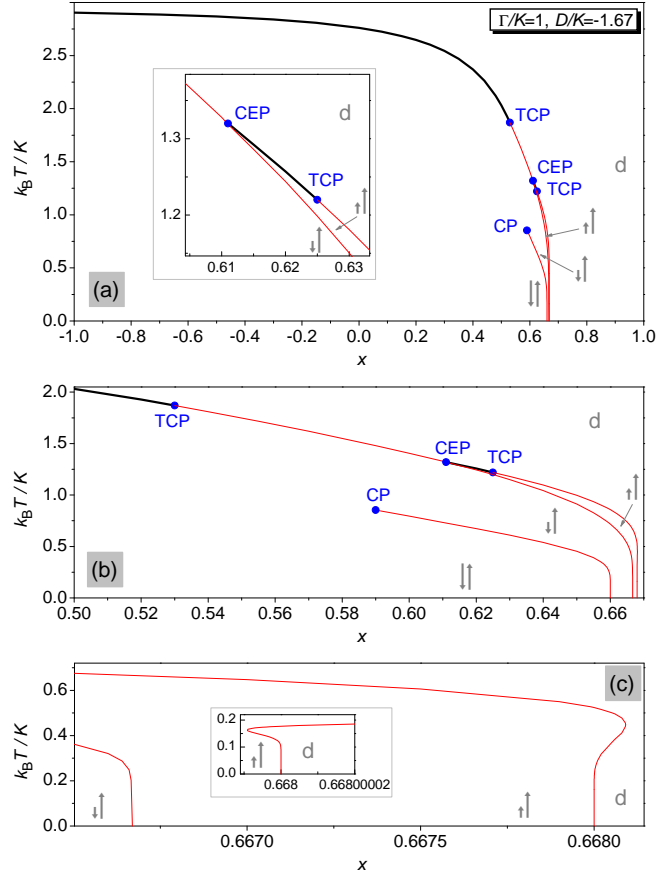 Γ/K=1, D/K=-1.67
3.0
2.5
2.0
1.5
1.0
0.5
0.0
k_BT / K
1.3
1.2
CEP
TCP
d
0.61 0.62 0.63
TCP
CEP
TCP
CP
d
(a)
-1.0 -0.8 -0.6 -0.4 -0.2 0.0 0.2 0.4 0.6 0.8 1.0
x
2.0
1.5
1.0
0.5
0.0
k_BT / K
TCP
CEP
TCP
CP
d
(b)
0.50 0.52 0.54 0.56 0.58 0.60 0.62 0.64 0.66
x
0.6
0.4
0.2
0.0
k_BT / K
(c)
0.2
0.1
0.0
d
0.668 0.66800002
d
0.6670 0.6675 0.6680
x